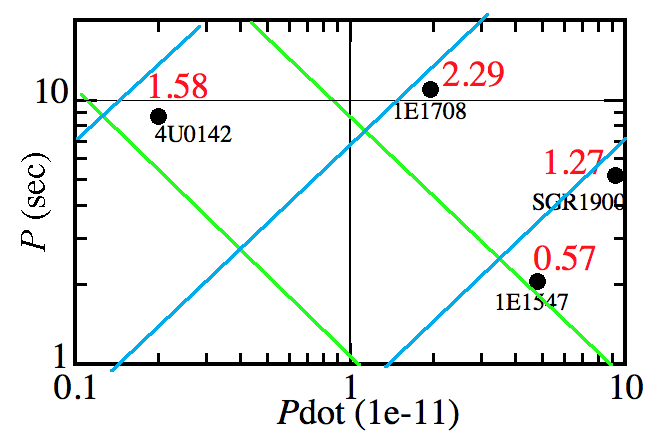 1.58
2.29
10
4U0142
1E1708
1.27
SGR1900
P (sec)
0.57
1E1547
1
0.1
1
10
Pdot (1e-11)